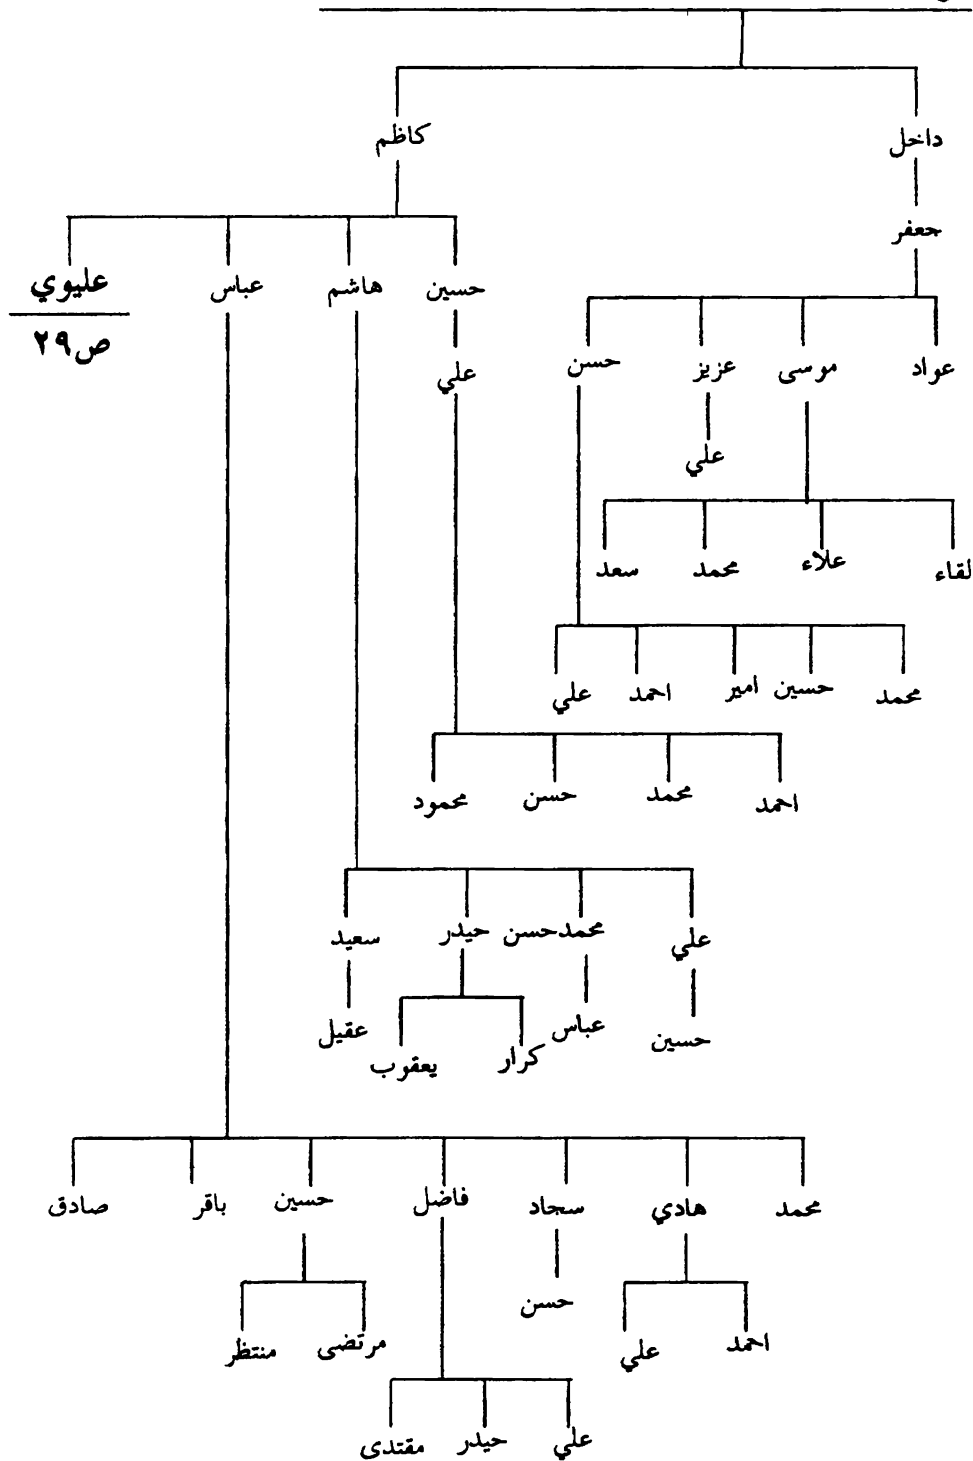 داخل كاظم
جعفر
حسين هاشم عباس عليوي
ص٢٩
عواد موسى عزيز حسن
علي
علي
لقاء علاء محمد سعد
محمد حسين امير احمد علي
احمد محمد حسن محمود
علي محمدحسن حيدر سعيد
حسين عباس كرار يعقوب عقيل
محمد هادي سجاد فاضل حسين باقر صادق
حسن
احمد علي مرتضى منتظر
علي حيدر مقتدى